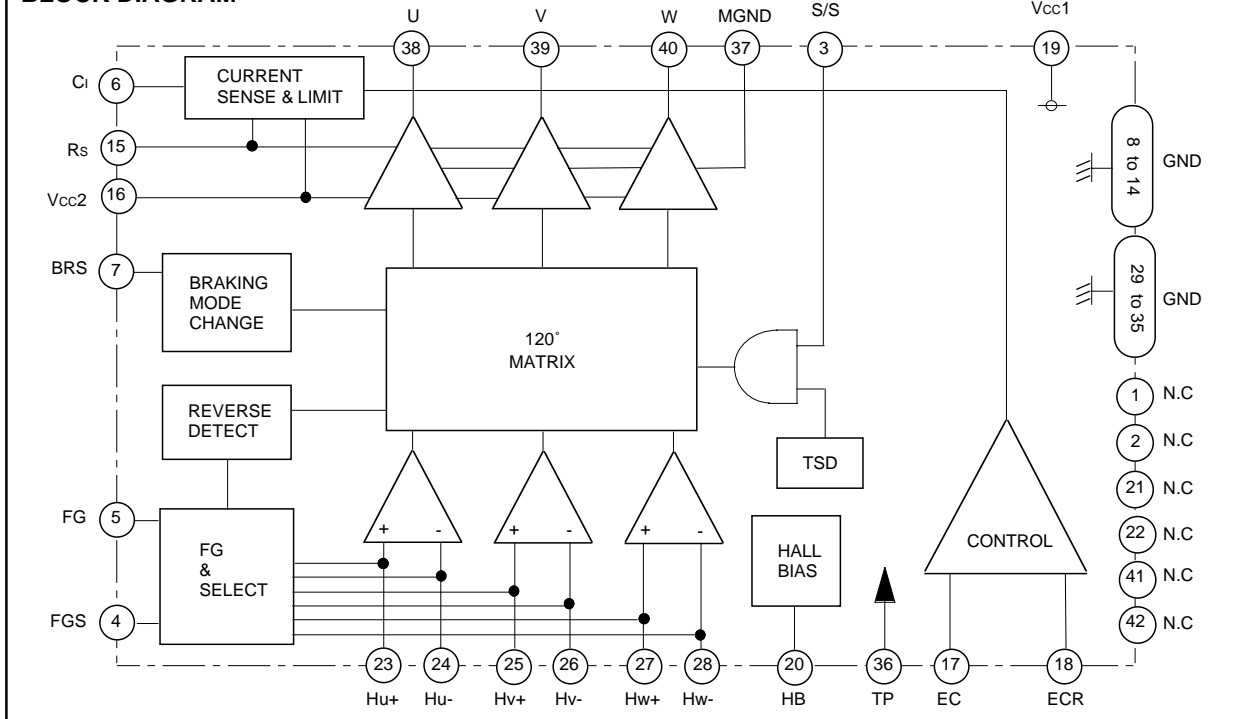 BLOCK DIAGRAM
U
V
W
MGND
S/S
Vcc1
38
39
40
37
3
19
CI
6
CURRENT
SENSE & LIMIT
RS
15
Vcc2
16
8 to 14
GND
BRS
7
BRAKING
MODE
CHANGE
29 to 35
GND
120°
MATRIX
REVERSE
DETECT
TSD
1
N.C
2
N.C
21
N.C
22
N.C
41
N.C
42
N.C
FG
5
FG
&
SELECT
FGS
4
+
-
+
-
+
-
HALL
BIAS
CONTROL
23
24
25
26
27
28
20
36
17
18
Hu+
Hu-
Hv+
Hv-
Hw+
Hw-
HB
TP
EC
ECR